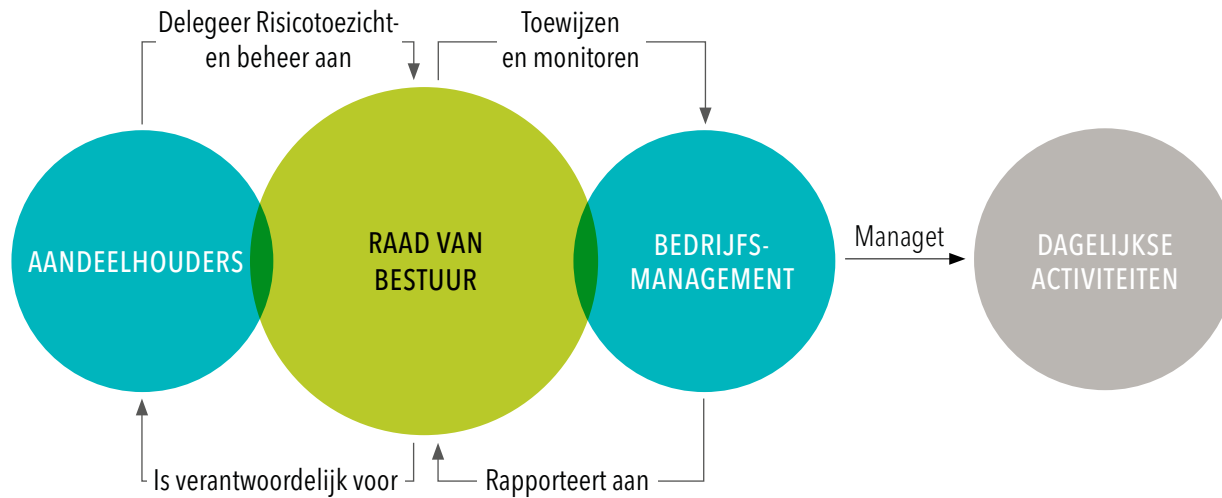 Delegeer Risicotoezicht-
en beheer aan
Toewijzen
en monitoren
AANDEELHOUDERS
RAAD VAN
BESTUUR
BEDRIJFS-
MANAGEMENT
Managet
DAGELIJKSE
ACTIVITEITEN
Is verantwoordelijk voor
Rapporteert aan